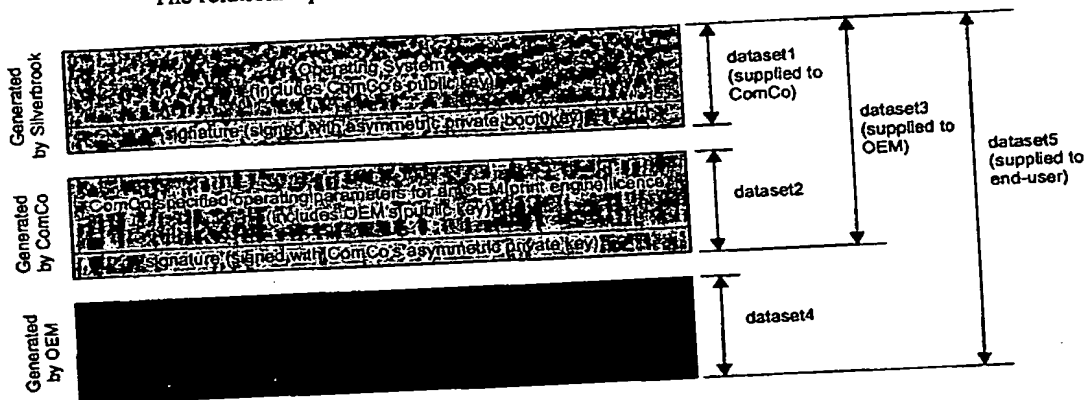 The relation
Generated
by Silverbrook
Operating System
(includes ComCo's public key)
signature (signed with asymmetric private boot0key)
dataset1
(supplied to
ComCo)
dataset3
(supplied to
OEM)
dataset5
(supplied to
end-user)
Generated
by ComCo
ComCo specified operating parameters for an OEM print engine licence
(includes OEM's public key)
signature (signed with ComCo's asymmetric private key)
dataset2
Generated
by OEM
dataset4